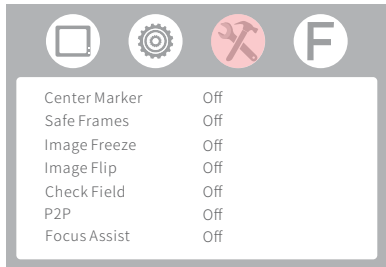 F
Center Marker Off
Safe Frames Off
Image Freeze Off
Image Flip Off
Check Field Off
P2P Off
Focus Assist Off